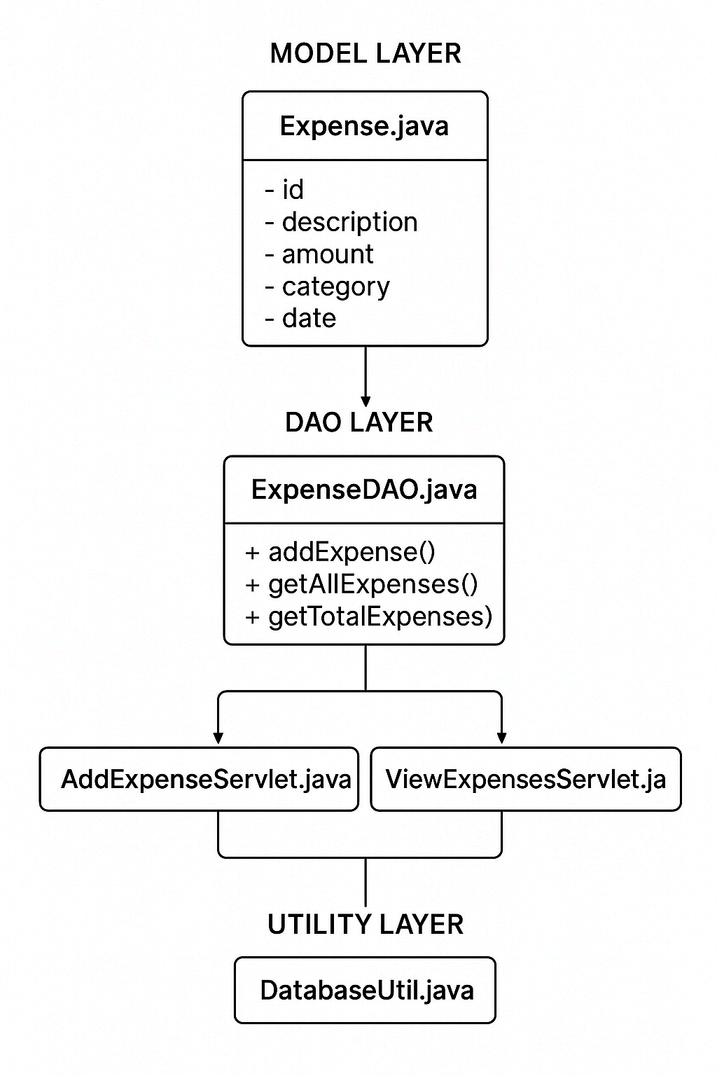 MODEL LAYER
Expense.java
- id
- description
- amount
- category
- date
DAO LAYER
ExpenseDAO.java
+ addExpense()
+ getAllExpenses()
+ getTotalExpenses)
AddExpenseServlet.java
ViewExpensesServlet.ja
UTILITY LAYER
DatabaseUtil.java